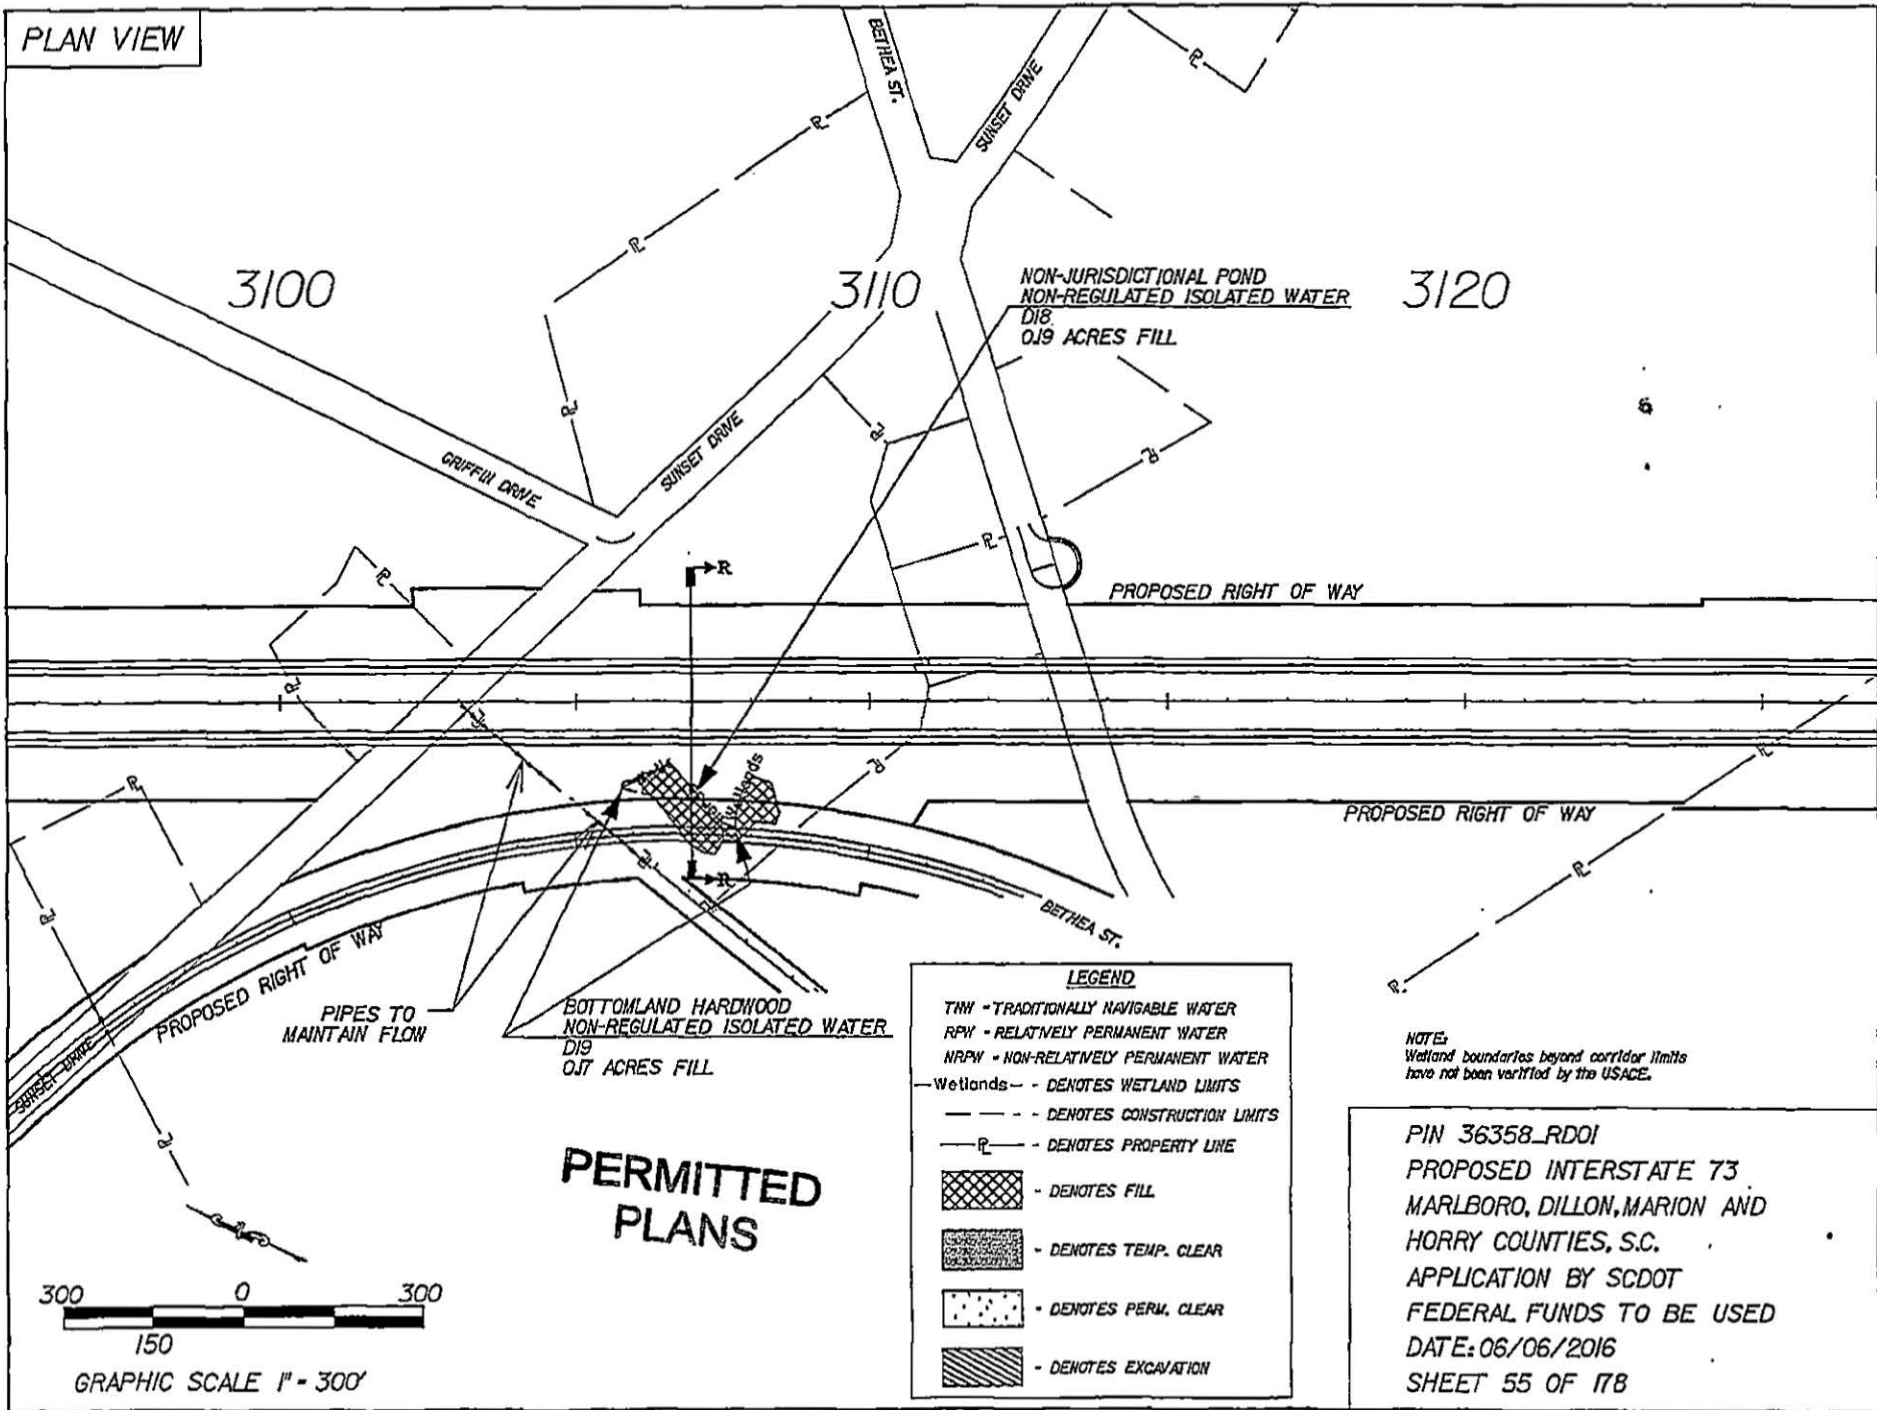 PLAN VIEW
BETHEA ST.
SUNSET DRIVE
3100
3110
3120
NON-JURISDICTIONAL POND
NON-REGULATED ISOLATED WATER
D18
0.19 ACRES FILL
GRIFFIN DRIVE
SUNSET DRIVE
R
PROPOSED RIGHT OF WAY
Wetlands
PROPOSED RIGHT OF WAY
R
BETHEA ST.
PROPOSED RIGHT OF WAY
SUNSET DRIVE
PIPES TO
MAINTAIN FLOW
BOTTOMLAND HARDWOOD
NON-REGULATED ISOLATED WATER
D19
0.17 ACRES FILL
LEGEND
TNW - TRADITIONALLY NAVIGABLE WATER
RPW - RELATIVELY PERMANENT WATER
NRPW - NON-RELATIVELY PERMANENT WATER
Wetlands - DENOTES WETLAND LIMITS
- DENOTES CONSTRUCTION LIMITS
PL - DENOTES PROPERTY LINE
- DENOTES FILL
- DENOTES TEMP. CLEAR
- DENOTES PERM. CLEAR
- DENOTES EXCAVATION
NOTE:
Wetland boundaries beyond corridor limits
have not been verified by the USACE.
PERMITTED
PLANS
300 0 300
150
GRAPHIC SCALE 1" = 300'
PIN 36358_RD01
PROPOSED INTERSTATE 73
MARLBORO, DILLON, MARION AND
HORRY COUNTIES, S.C.
APPLICATION BY SCDOT
FEDERAL FUNDS TO BE USED
DATE: 06/06/2016
SHEET 55 OF 178